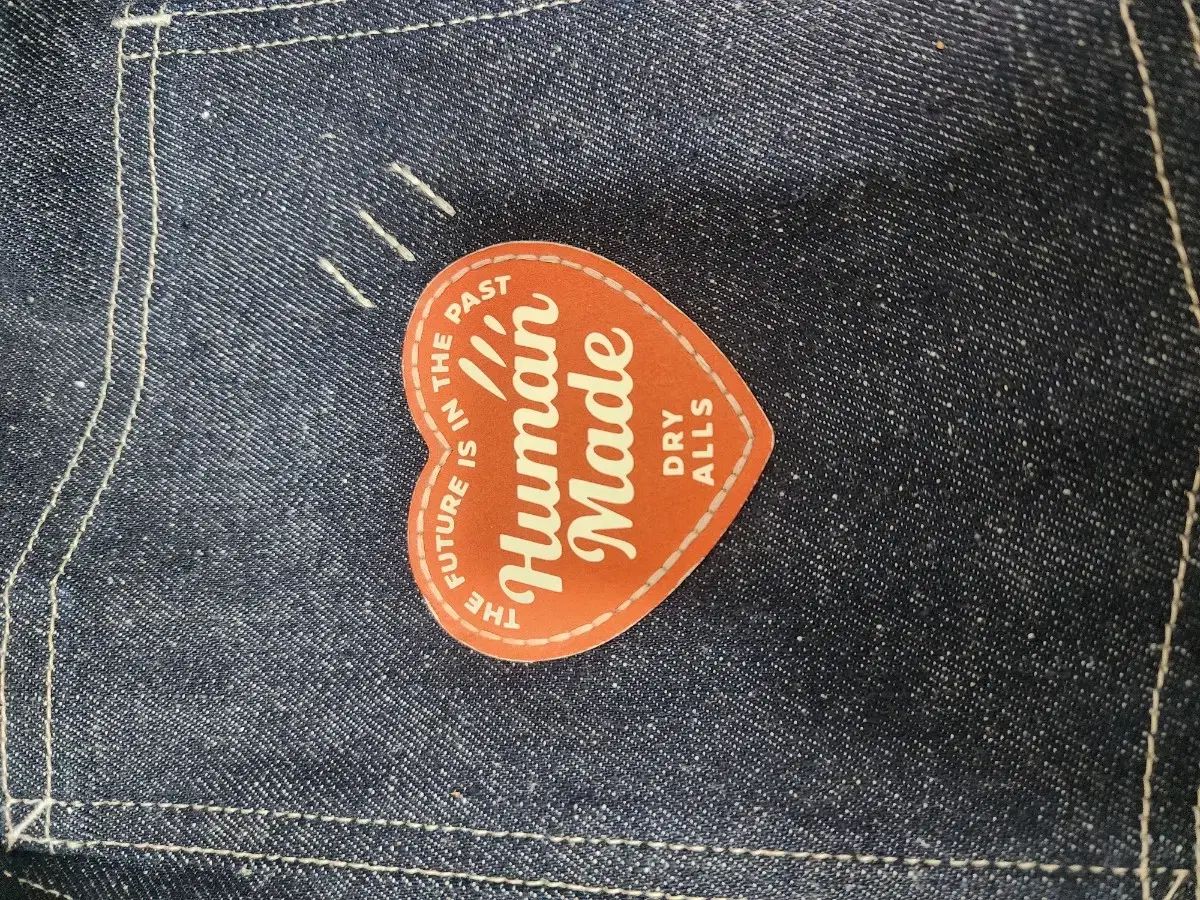 THE FUTURE IS IN THE PAST
Human
Made
DRY
ALLS